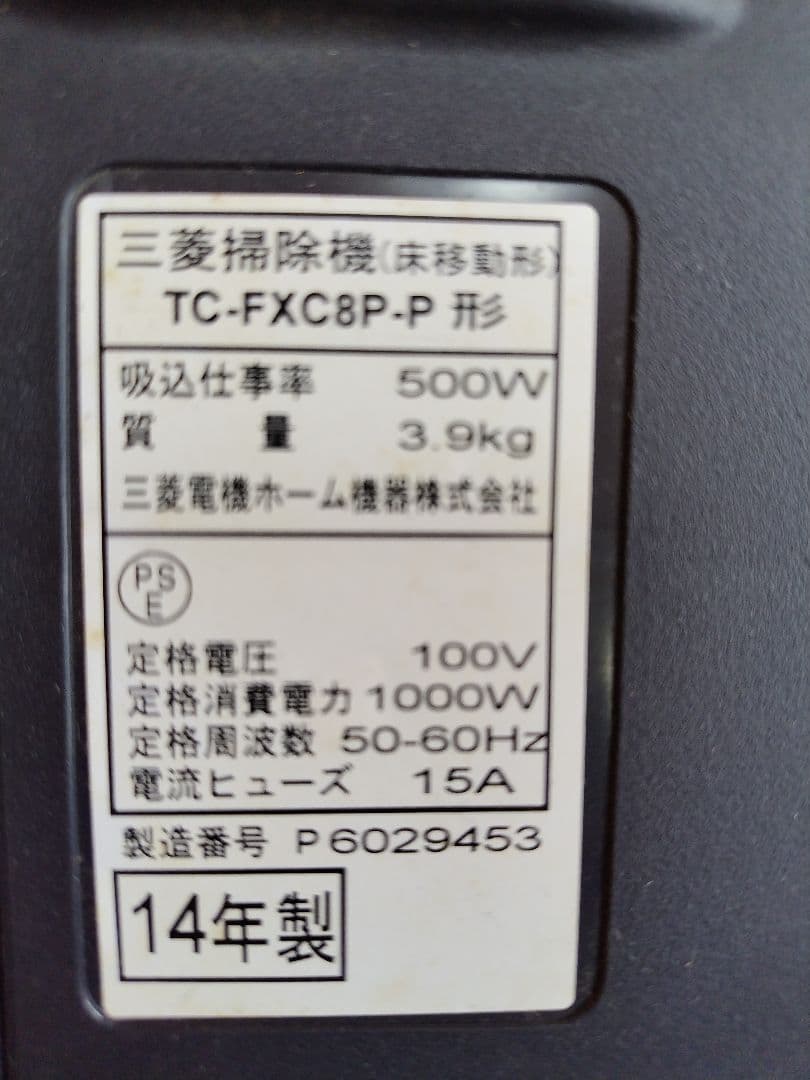 三菱掃除機(床移動形)
TC-FXC8P-P 形
吸込仕事率 500W
質量 3.9kg
三菱電機ホーム機器株式会社
PSE
定格電圧 100V
定格消費電力 1000W
定格周波数 50-60Hz
電流ヒューズ 15A
製造番号 P6029453
14年製